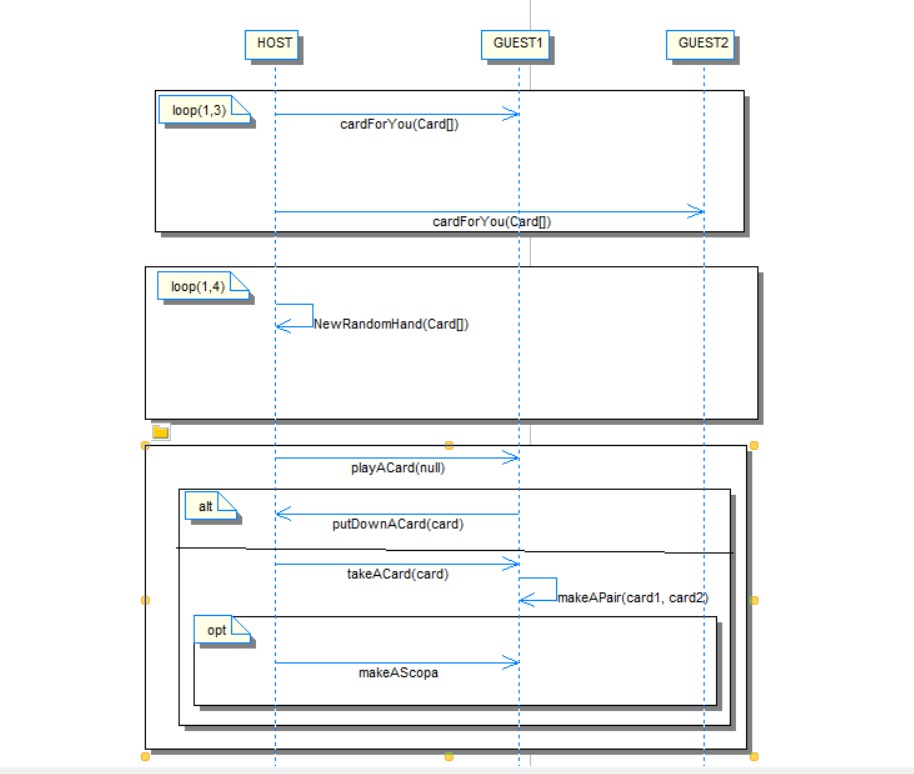 HOST
GUEST1
GUEST2
loop(1,3)
cardForYou(Card[])
cardForYou(Card[])
loop(1,4)
NewRandomHand(Card[])
playACard(null)
alt
putDownACard(card)
takeACard(card)
makeAPair(card1, card2)
opt
makeAScopa